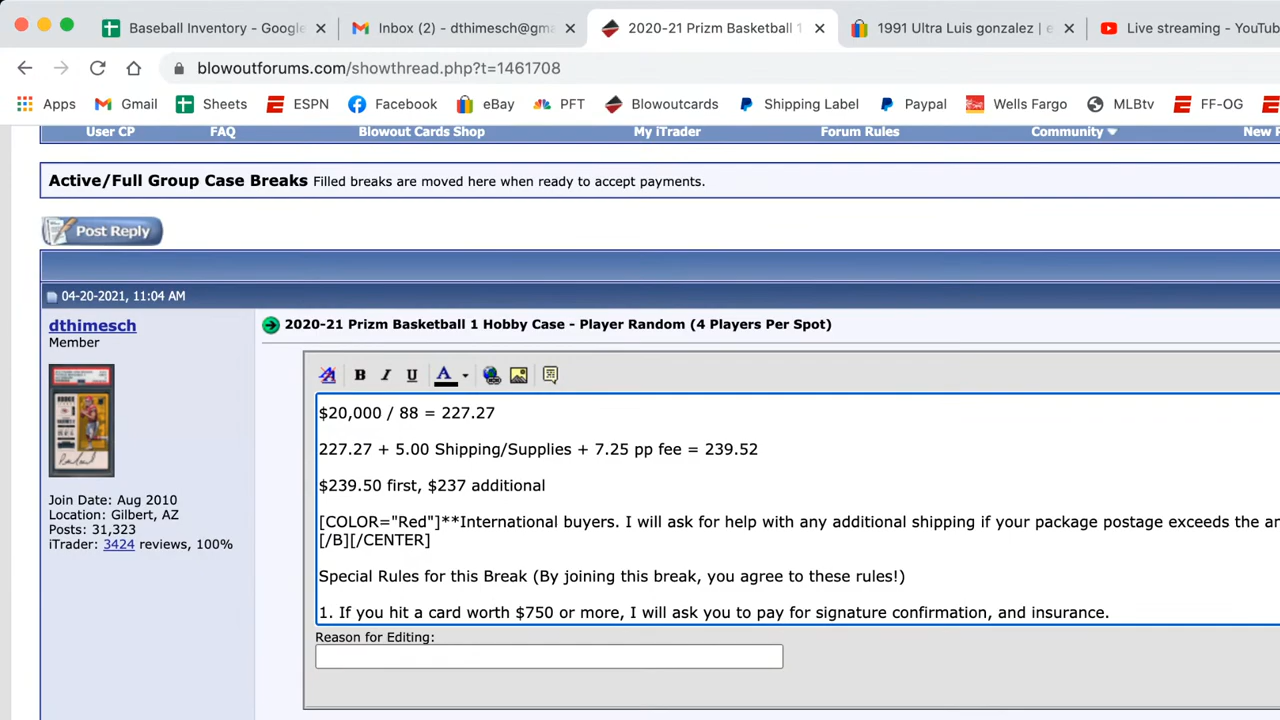 Baseball Inventory - Google
Inbox (2) - dthimesch@gma
2020-21 Prizm Basketball 1
1991 Ultra Luis gonzalez | e
Live streaming - YouTub
blowoutforums.com/showthread.php?t=1461708
Apps
Gmail
Sheets
ESPN
Facebook
eBay
PFT
Blowoutcards
Shipping Label
Paypal
Wells Fargo
MLBtv
FF-OG
User CP
FAQ
Blowout Cards Shop
My iTrader
Forum Rules
Community
New P
Active/Full Group Case Breaks Filled breaks are moved here when ready to accept payments.
Post Reply
04-20-2021, 11:04 AM
dthimesch
Member
Join Date: Aug 2010
Location: Gilbert, AZ
Posts: 31,323
iTrader: 3424 reviews, 100%
2020-21 Prizm Basketball 1 Hobby Case - Player Random (4 Players Per Spot)
B I U A
$20,000 / 88 = 227.27
227.27 + 5.00 Shipping/Supplies + 7.25 pp fee = 239.52
$239.50 first, $237 additional
[COLOR="Red"]**International buyers. I will ask for help with any additional shipping if your package postage exceeds the an
[/B][/CENTER]
Special Rules for this Break (By joining this break, you agree to these rules!)
1. If you hit a card worth $750 or more, I will ask you to pay for signature confirmation, and insurance.
Reason for Editing: